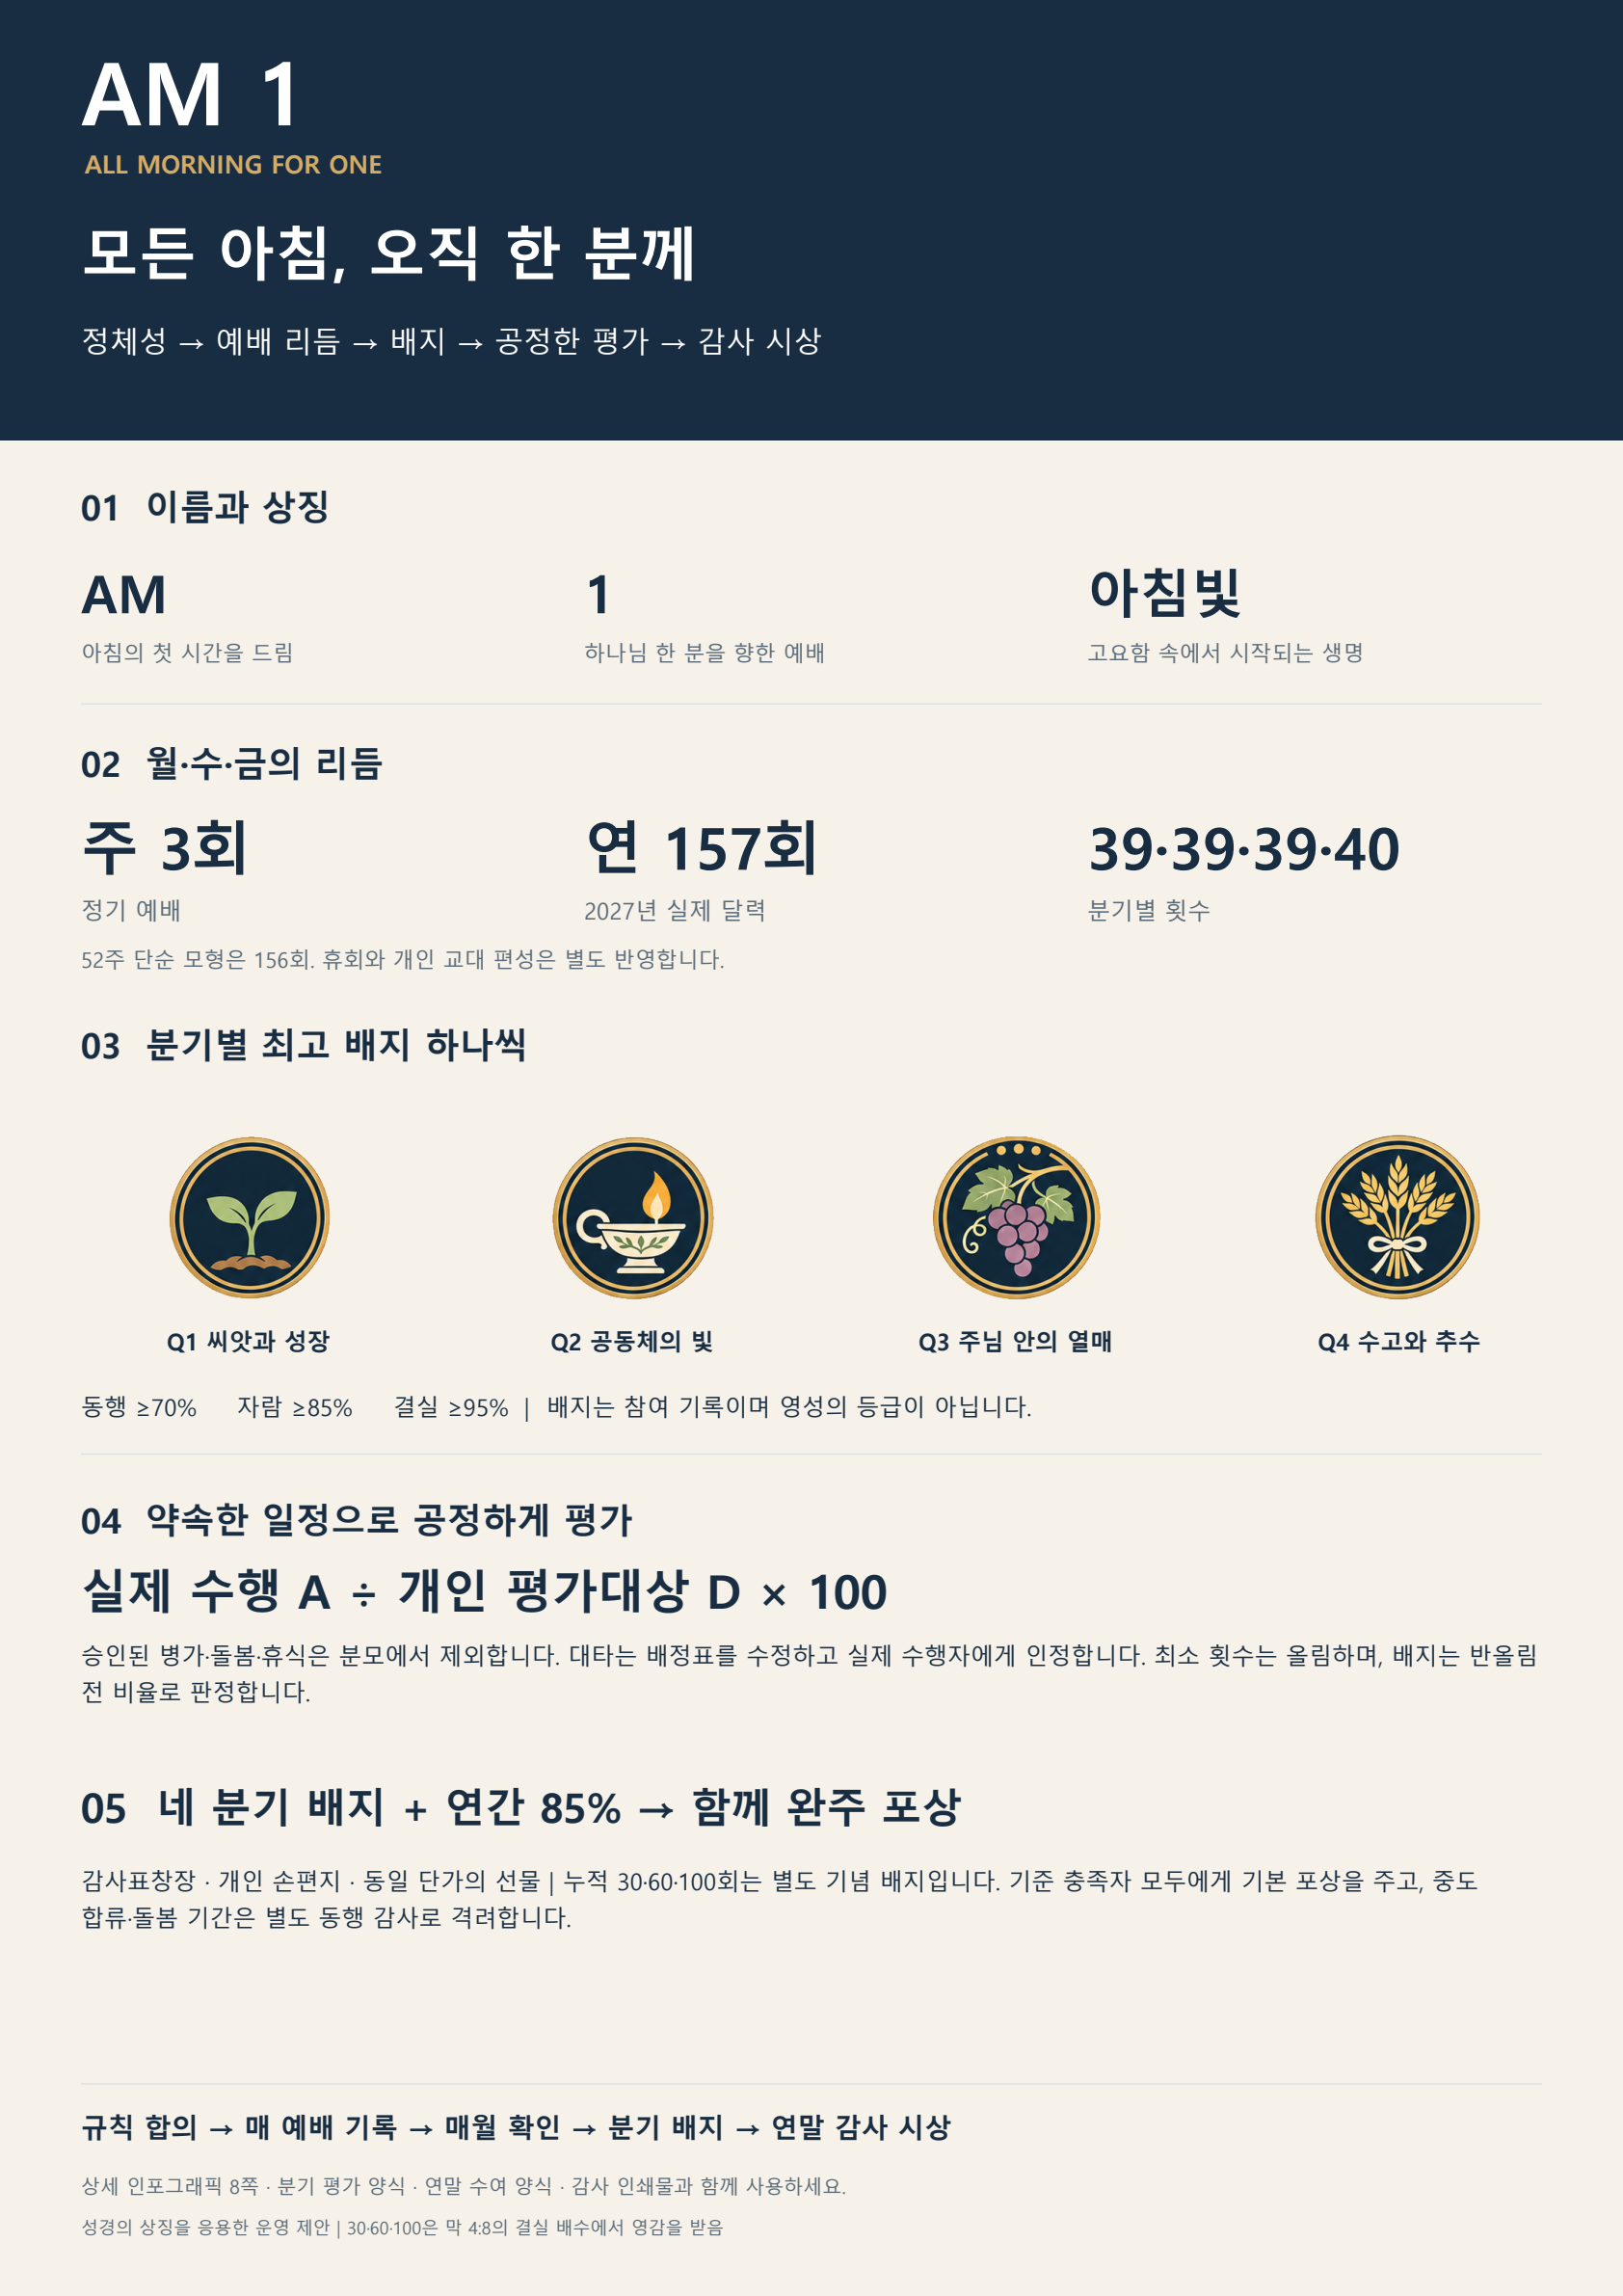 AM 1
ALL MORNING FOR ONE
모든 아침, 오직 한 분께
정체성 → 예배 리듬 → 배지 → 공정한 평가 → 감사 시상
01 이름과 상징
AM
아침의 첫 시간을 드림
1
하나님 한 분을 향한 예배
아침빛
고요함 속에서 시작되는 생명
02 월·수·금의 리듬
주 3회
정기 예배
연 157회
2027년 실제 달력
39·39·39·40
분기별 횟수
52주 단순 모형은 156회. 휴회와 개인 교대 편성은 별도 반영합니다.
03 분기별 최고 배지 하나씩
Q1 씨앗과 성장
Q2 공동체의 빛
Q3 주님 안의 열매
Q4 수고와 추수
동행 ≥70% 자람 ≥85% 결실 ≥95% | 배지는 참여 기록이며 영성의 등급이 아닙니다.
04 약속한 일정으로 공정하게 평가
실제 수행 A ÷ 개인 평가대상 D × 100
승인된 병가·돌봄·휴식은 분모에서 제외합니다. 대타는 배정표를 수정하고 실제 수행자에게 인정합니다. 최소 횟수는 올림하며, 배지는 반올림
전 비율로 판정합니다.
05 네 분기 배지 + 연간 85% → 함께 완주 포상
감사표창장 · 개인 손편지 · 동일 단가의 선물 | 누적 30·60·100회는 별도 기념 배지입니다. 기준 충족자 모두에게 기본 포상을 주고, 중도
합류·돌봄 기간은 별도 동행 감사로 격려합니다.
규칙 합의 → 매 예배 기록 → 매월 확인 → 분기 배지 → 연말 감사 시상
상세 인포그래픽 8쪽 · 분기 평가 양식 · 연말 수여 양식 · 감사 인쇄물과 함께 사용하세요.
성경의 상징을 응용한 운영 제안 | 30·60·100은 막 4:8의 결실 배수에서 영감을 받음